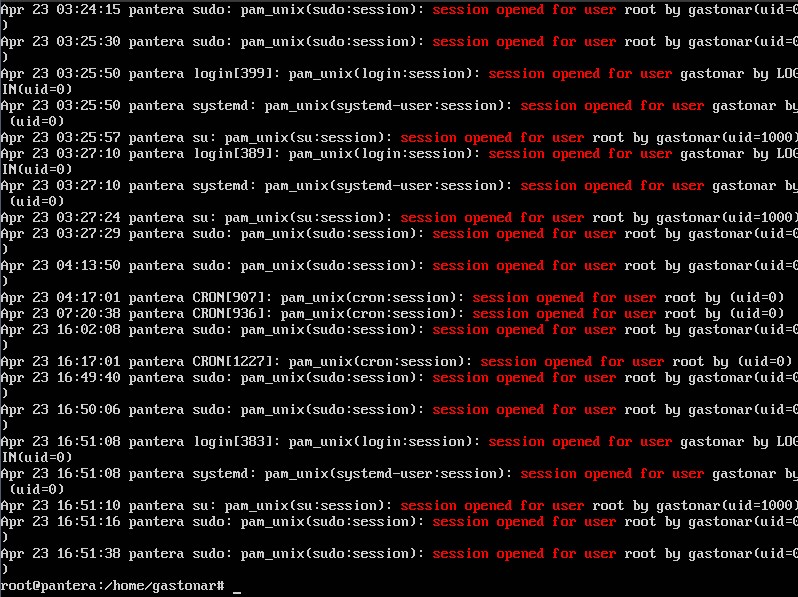 Apr 23 03:24:15 pantera sudo: pam_unix(sudo:session): session opened for user root by gastonar(uid=0
)
Apr 23 03:25:30 pantera sudo: pam_unix(sudo:session): session opened for user root by gastonar(uid=0
)
Apr 23 03:25:50 pantera login[399]: pam_unix(login:session): session opened for user gastonar by LOG
IN(uid=0)
Apr 23 03:25:50 pantera systemd: pam_unix(systemd-user:session): session opened for user gastonar by
 (uid=0)
Apr 23 03:25:57 pantera su: pam_unix(su:session): session opened for user root by gastonar(uid=1000)
Apr 23 03:27:10 pantera login[389]: pam_unix(login:session): session opened for user gastonar by LOG
IN(uid=0)
Apr 23 03:27:10 pantera systemd: pam_unix(systemd-user:session): session opened for user gastonar by
 (uid=0)
Apr 23 03:27:24 pantera su: pam_unix(su:session): session opened for user root by gastonar(uid=1000)
Apr 23 03:27:29 pantera sudo: pam_unix(sudo:session): session opened for user root by gastonar(uid=0
)
Apr 23 04:13:50 pantera sudo: pam_unix(sudo:session): session opened for user root by gastonar(uid=0
)
Apr 23 04:17:01 pantera CRON[907]: pam_unix(cron:session): session opened for user root by (uid=0)
Apr 23 07:20:38 pantera CRON[936]: pam_unix(cron:session): session opened for user root by (uid=0)
Apr 23 16:02:08 pantera sudo: pam_unix(sudo:session): session opened for user root by gastonar(uid=0
)
Apr 23 16:17:01 pantera CRON[1227]: pam_unix(cron:session): session opened for user root by (uid=0)
Apr 23 16:49:40 pantera sudo: pam_unix(sudo:session): session opened for user root by gastonar(uid=0
)
Apr 23 16:50:06 pantera sudo: pam_unix(sudo:session): session opened for user root by gastonar(uid=0
)
Apr 23 16:51:08 pantera login[383]: pam_unix(login:session): session opened for user gastonar by LOG
IN(uid=0)
Apr 23 16:51:08 pantera systemd: pam_unix(systemd-user:session): session opened for user gastonar by
 (uid=0)
Apr 23 16:51:10 pantera su: pam_unix(su:session): session opened for user root by gastonar(uid=1000)
Apr 23 16:51:16 pantera sudo: pam_unix(sudo:session): session opened for user root by gastonar(uid=0
)
Apr 23 16:51:38 pantera sudo: pam_unix(sudo:session): session opened for user root by gastonar(uid=0
)
root@pantera:/home/gastonar# _